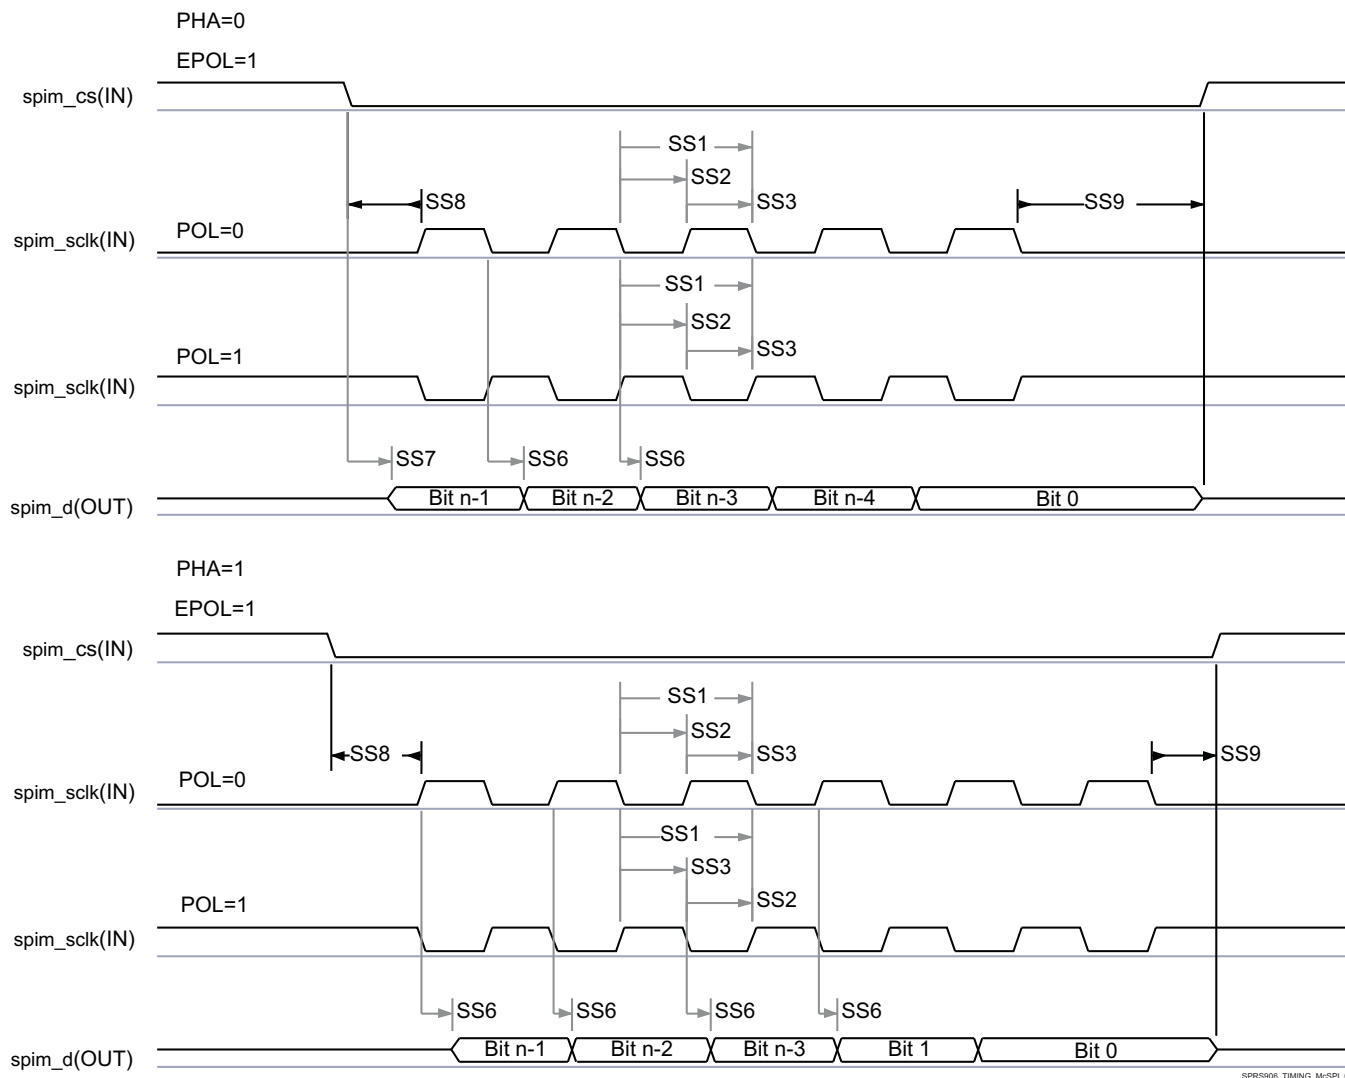 PHA=0
EPOL=1
spim_cs(IN)
SS1
SS2
SS8
SS3
SS9
POL=0
spim_sclk(IN)
SS1
SS2
SS3
POL=1
spim_sclk(IN)
SS7
SS6
SS6
spim_d(OUT)
Bit n-1
Bit n-2
Bit n-3
Bit n-4
Bit 0
PHA=1
EPOL=1
spim_cs(IN)
SS1
SS2
SS8
SS3
SS9
POL=0
spim_sclk(IN)
SS1
SS3
SS2
POL=1
spim_sclk(IN)
SS6
SS6
SS6
SS6
spim_d(OUT)
Bit n-1
Bit n-2
Bit n-3
Bit 1
Bit 0